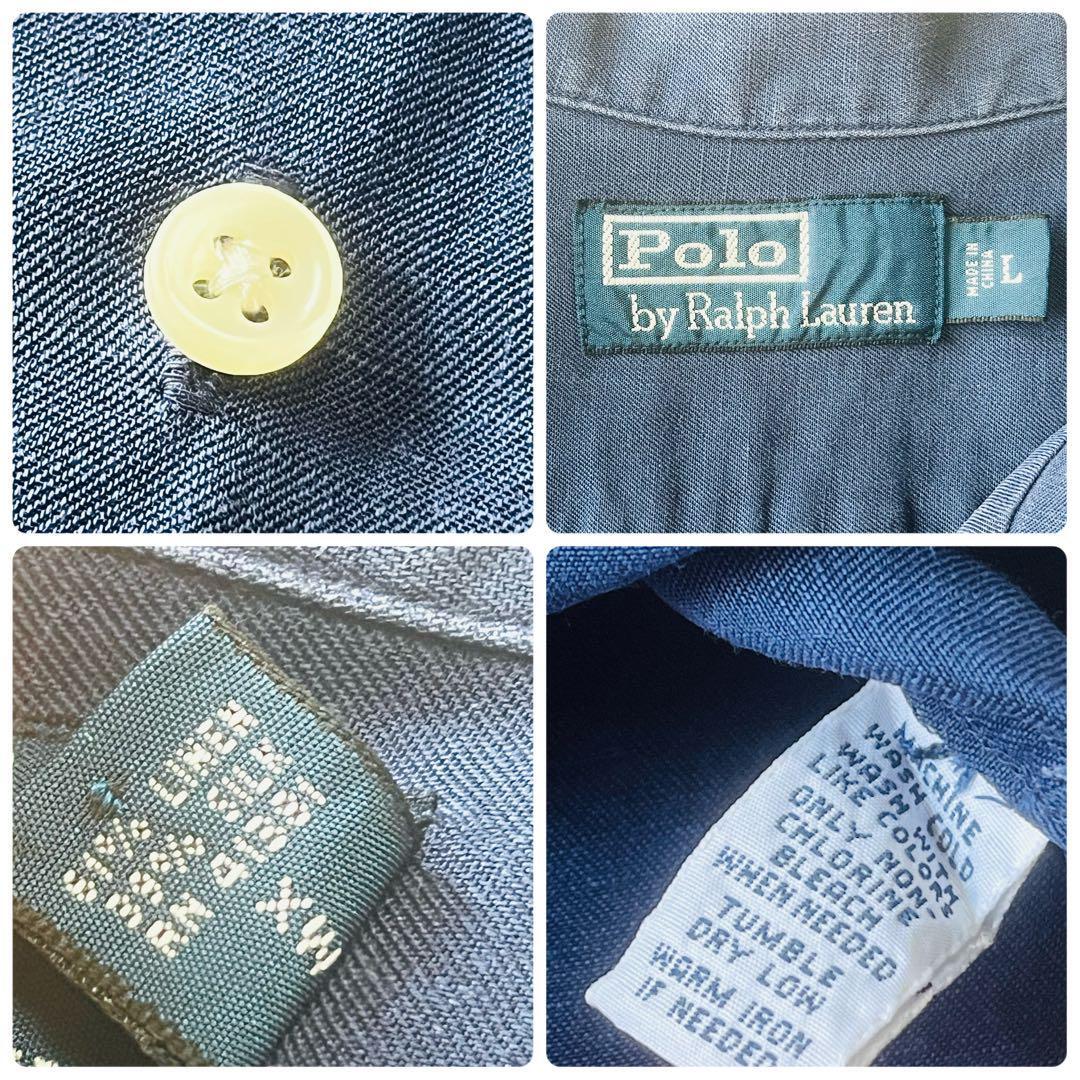 Polo
by Ralph Lauren
MADE IN
CHINA
L
MACHINE
WASH COLD
WASH WITH
LIKE COLORS
ONLY NON-
CHLORINE
BLEACH
WHEN NEEDED
TUMBLE
DRY LOW
WARM IRON
IF NEEDED